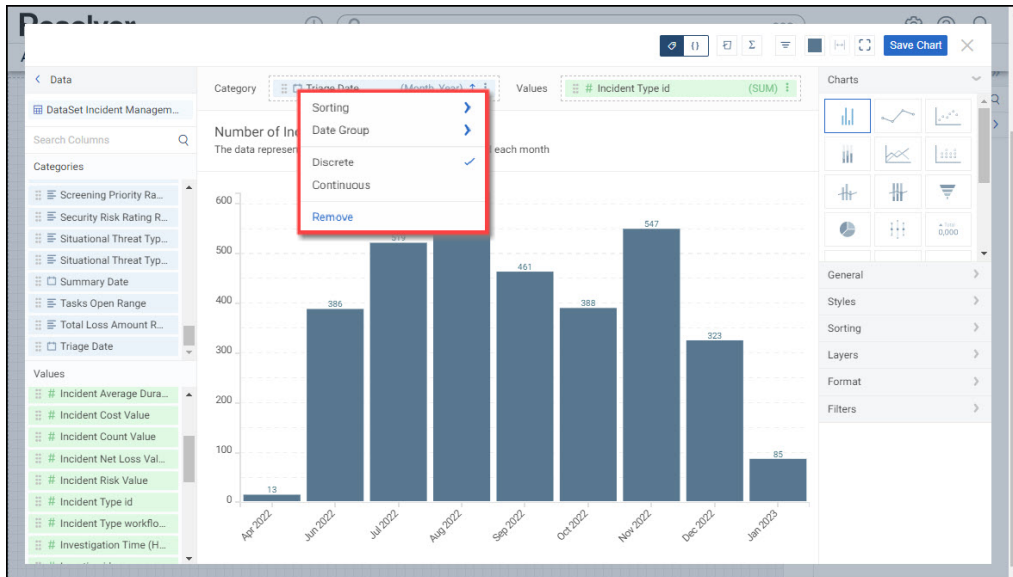 Save Chart
Data
DataSet Incident Managem...
Search Columns
Categories
Screening Priority Ra...
Security Risk Rating R...
Situational Threat Typ...
Situational Threat Typ...
Summary Date
Tasks Open Range
Total Loss Amount R...
Triage Date
Values
# Incident Average Dura...
# Incident Cost Value
# Incident Count Value
# Incident Net Loss Val...
# Incident Risk Value
# Incident Type id
# Incident Type workflo...
# Investigation Time (H...
Category
Triage Date (Month, Year)
Values
# Incident Type id (SUM)
Number of Inc
The data represen
each month
Sorting
Date Group
Discrete
Continuous
Remove
600
500
400
300
200
100
0
13
386
519
461
388
547
323
85
Apr 2022
Jun 2022
Jul 2022
Aug 2022
Sep 2022
Oct 2022
Nov 2022
Dec 2022
Jan 2023
Charts
0,000
General
Styles
Sorting
Layers
Format
Filters